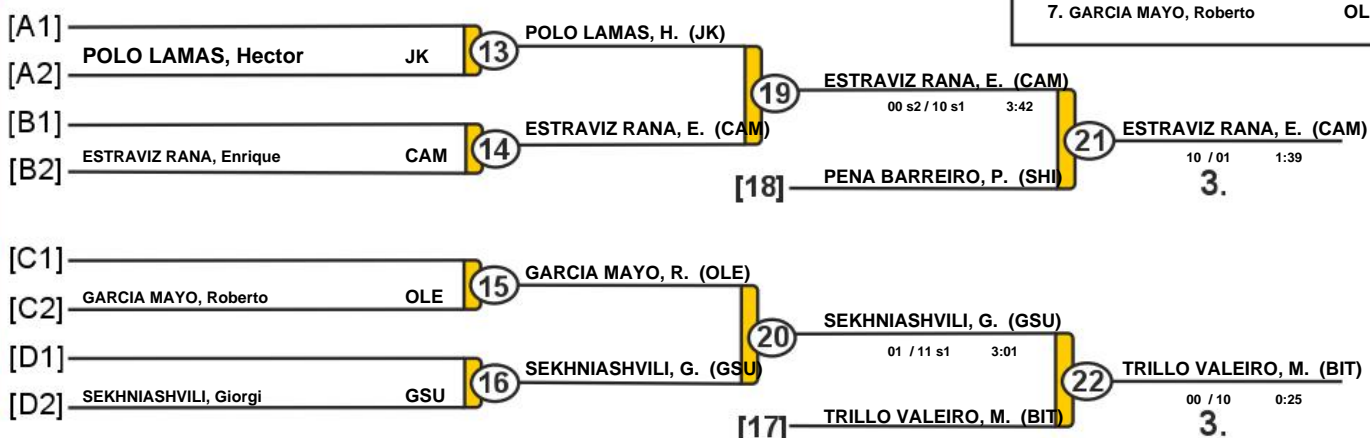 7. GARCIA MAYO, Roberto OL
[A1]
POLO LAMAS, Hector JK
[A2]
13
POLO LAMAS, H. (JK)
[B1]
ESTRAVIZ RANA, Enrique CAM
[B2]
14
ESTRAVIZ RANA, E. (CAM)
19
ESTRAVIZ RANA, E. (CAM)
00 s2 / 10 s1 3:42
[18]
PENA BARREIRO, P. (SHI)
21
ESTRAVIZ RANA, E. (CAM)
10 / 01 1:39
3.
[C1]
GARCIA MAYO, Roberto OLE
[C2]
15
GARCIA MAYO, R. (OLE)
[D1]
SEKHNIASHVILI, Giorgi GSU
[D2]
16
SEKHNIASHVILI, G. (GSU)
20
SEKHNIASHVILI, G. (GSU)
01 / 11 s1 3:01
[17]
TRILLO VALEIRO, M. (BIT)
22
TRILLO VALEIRO, M. (BIT)
00 / 10 0:25
3.